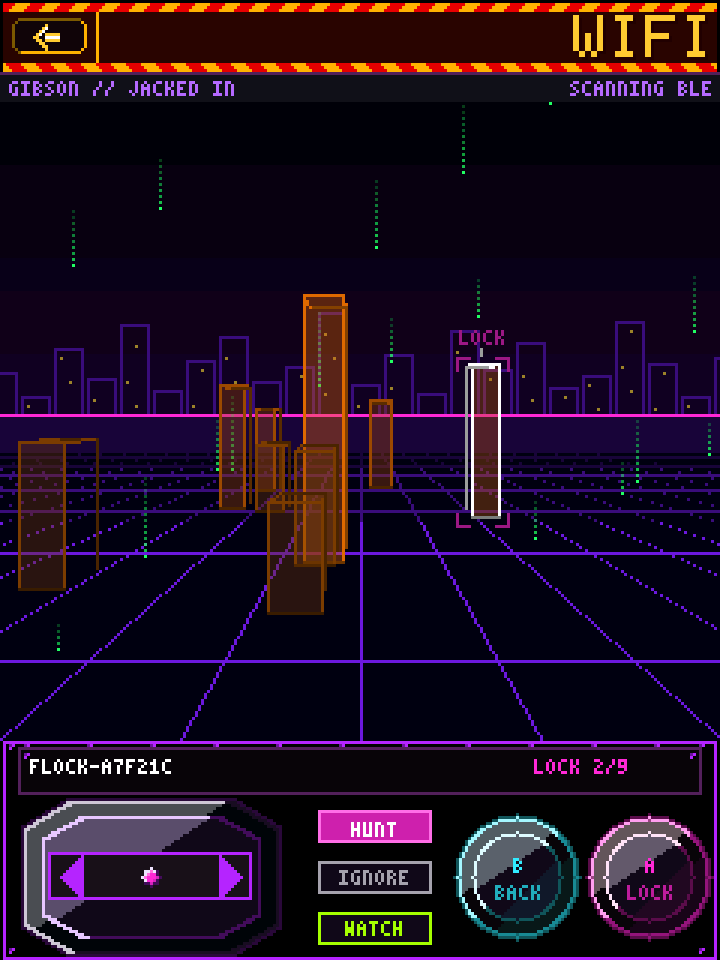 WIFI
GIBSON // JACKED IN
SCANNING BLE
LOCK
FLOCK-A7F21C
LOCK 2/9
HUNT
IGNORE
WATCH
B
BACK
A
LOCK